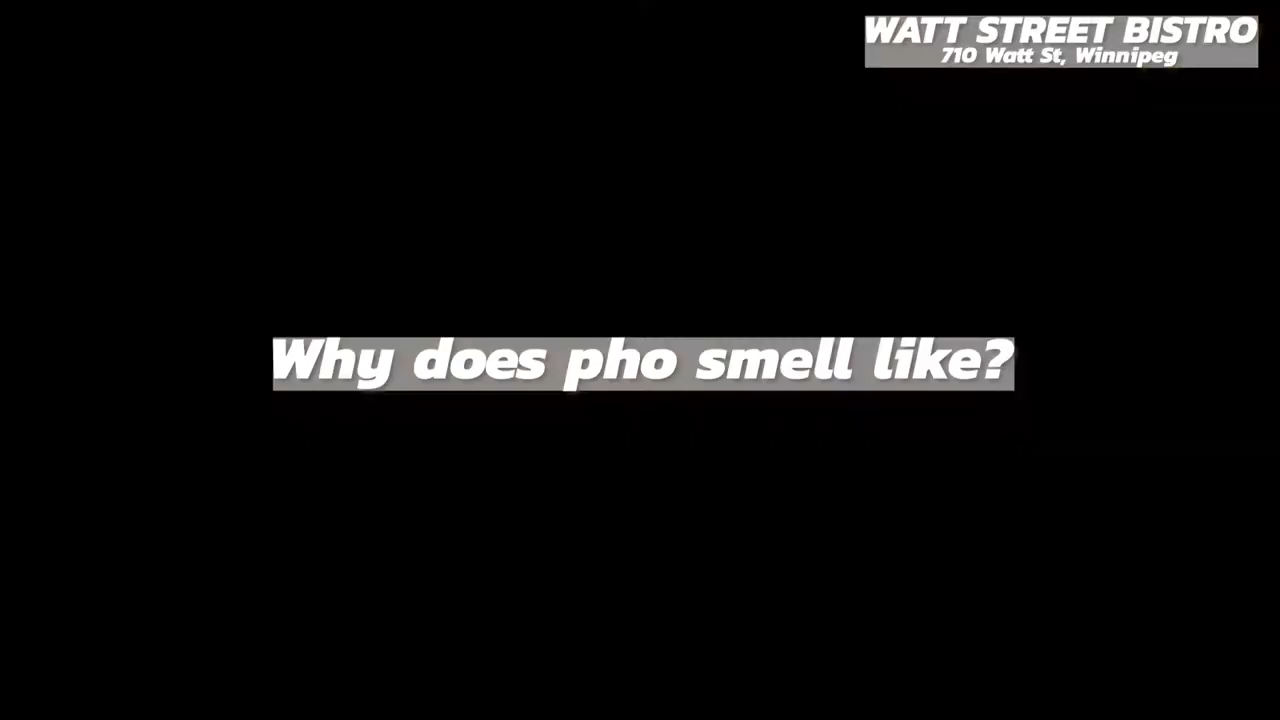 WATT STREET BISTRO
710 Watt St, Winnipeg
Why does pho smell like?